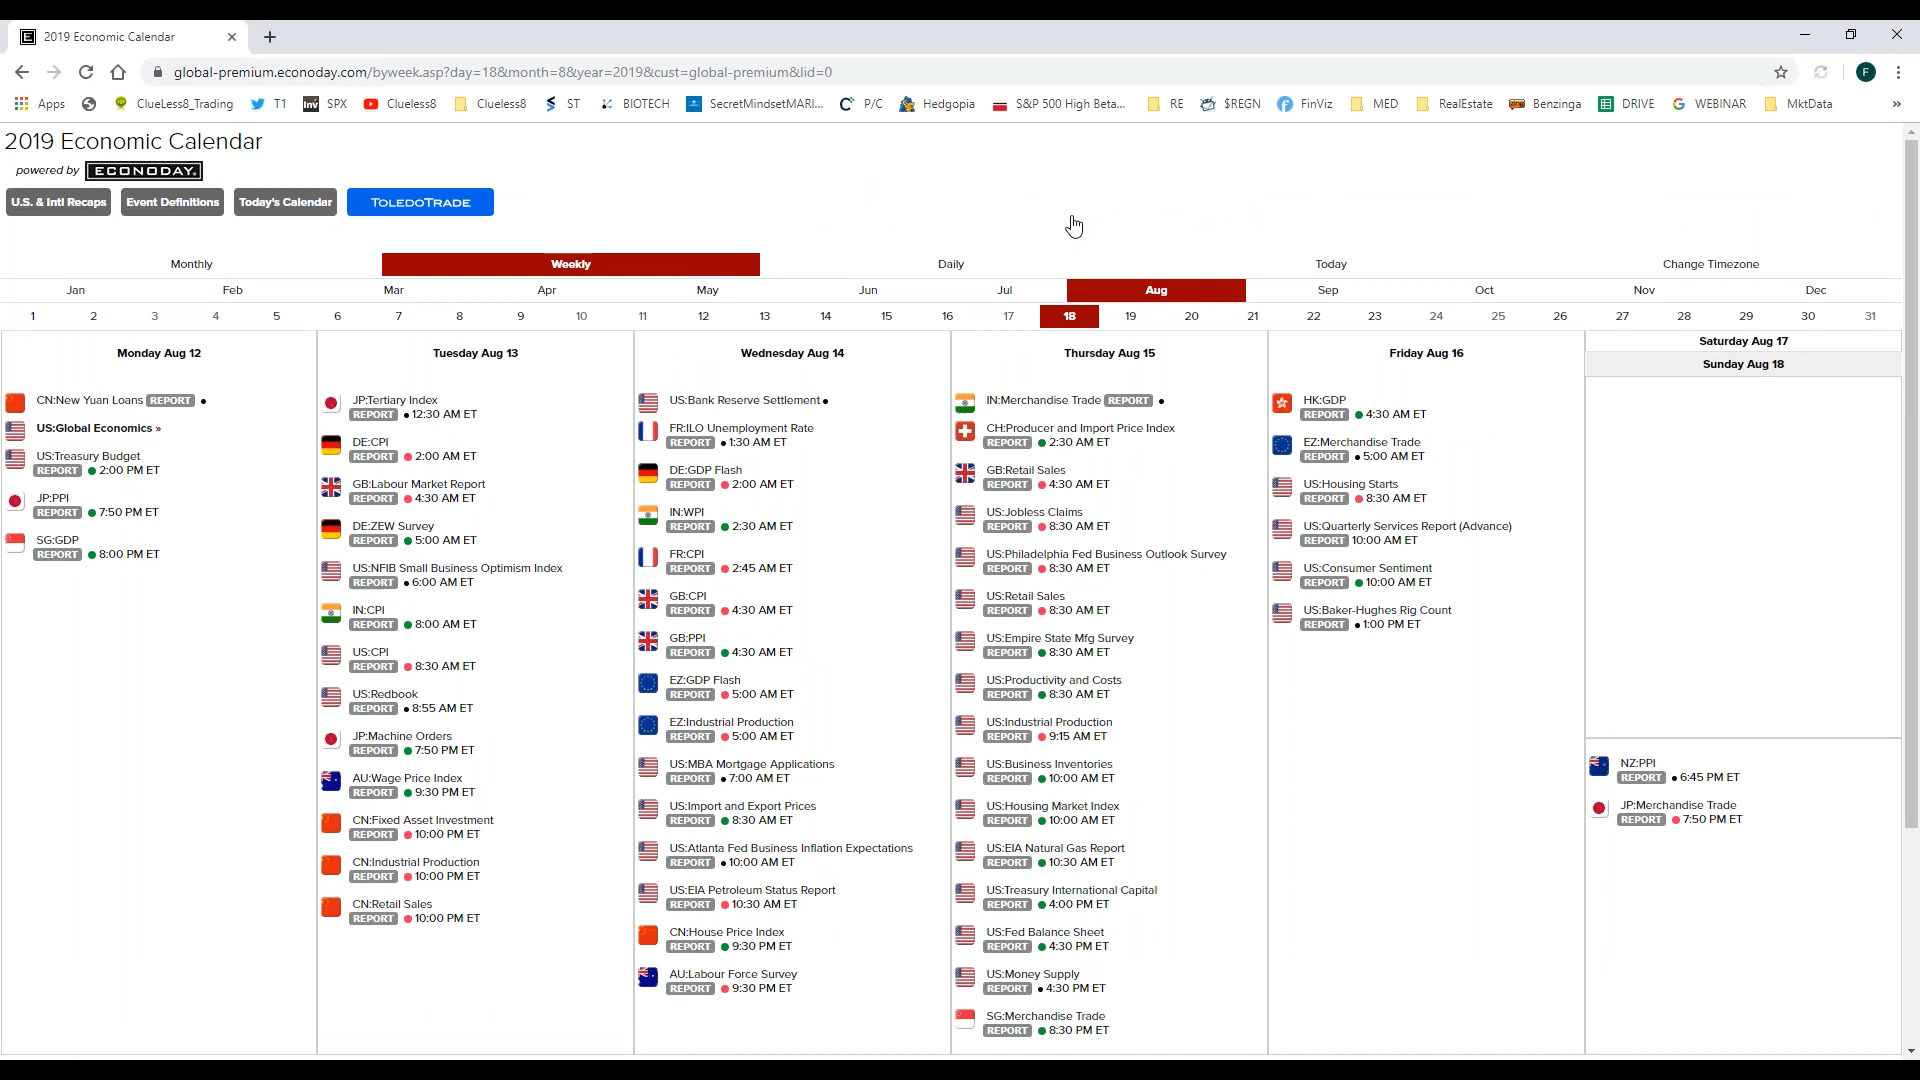 2019 Economic Calendar
global-premium.econoday.com/byweek.asp?day=18&month=8&year=2019&cust=global-premium&lid=0
F
Apps ClueLess8_Trading T1 Inv SPX Clueless8 Clueless8 ST BIOTECH SecretMindsetMARI... P/C Hedgopia S&P 500 High Beta... RE $REGN FinViz MED RealEstate Benzinga DRIVE WEBINAR MktData »
2019 Economic Calendar
powered by ECONODAY.
U.S. & Intl Recaps Event Definitions Today's Calendar TOLEDOTRADE
Monthly Weekly Daily Today Change Timezone
Jan Feb Mar Apr May Jun Jul Aug Sep Oct Nov Dec
1 2 3 4 5 6 7 8 9 10 11 12 13 14 15 16 17 18 19 20 21 22 23 24 25 26 27 28 29 30 31
Monday Aug 12
CN:New Yuan Loans REPORT
US:Global Economics »
US:Treasury Budget
REPORT 2:00 PM ET
JP:PPI
REPORT 7:50 PM ET
SG:GDP
REPORT 8:00 PM ET
Tuesday Aug 13
JP:Tertiary Index
REPORT 12:30 AM ET
DE:CPI
REPORT 2:00 AM ET
GB:Labour Market Report
REPORT 4:30 AM ET
DE:ZEW Survey
REPORT 5:00 AM ET
US:NFIB Small Business Optimism Index
REPORT 6:00 AM ET
IN:CPI
REPORT 8:00 AM ET
US:CPI
REPORT 8:30 AM ET
US:Redbook
REPORT 8:55 AM ET
JP:Machine Orders
REPORT 7:50 PM ET
AU:Wage Price Index
REPORT 9:30 PM ET
CN:Fixed Asset Investment
REPORT 10:00 PM ET
CN:Industrial Production
REPORT 10:00 PM ET
CN:Retail Sales
REPORT 10:00 PM ET
Wednesday Aug 14
US:Bank Reserve Settlement
FR:ILO Unemployment Rate
REPORT 1:30 AM ET
DE:GDP Flash
REPORT 2:00 AM ET
IN:WPI
REPORT 2:30 AM ET
FR:CPI
REPORT 2:45 AM ET
GB:CPI
REPORT 4:30 AM ET
GB:PPI
REPORT 4:30 AM ET
EZ:GDP Flash
REPORT 5:00 AM ET
EZ:Industrial Production
REPORT 5:00 AM ET
US:MBA Mortgage Applications
REPORT 7:00 AM ET
US:Import and Export Prices
REPORT 8:30 AM ET
US:Atlanta Fed Business Inflation Expectations
REPORT 10:00 AM ET
US:EIA Petroleum Status Report
REPORT 10:30 AM ET
CN:House Price Index
REPORT 9:30 PM ET
AU:Labour Force Survey
REPORT 9:30 PM ET
Thursday Aug 15
IN:Merchandise Trade REPORT
CH:Producer and Import Price Index
REPORT 2:30 AM ET
GB:Retail Sales
REPORT 4:30 AM ET
US:Jobless Claims
REPORT 8:30 AM ET
US:Philadelphia Fed Business Outlook Survey
REPORT 8:30 AM ET
US:Retail Sales
REPORT 8:30 AM ET
US:Empire State Mfg Survey
REPORT 8:30 AM ET
US:Productivity and Costs
REPORT 8:30 AM ET
US:Industrial Production
REPORT 9:15 AM ET
US:Business Inventories
REPORT 10:00 AM ET
US:Housing Market Index
REPORT 10:00 AM ET
US:EIA Natural Gas Report
REPORT 10:30 AM ET
US:Treasury International Capital
REPORT 4:00 PM ET
US:Fed Balance Sheet
REPORT 4:30 PM ET
US:Money Supply
REPORT 4:30 PM ET
SG:Merchandise Trade
REPORT 8:30 PM ET
Friday Aug 16
HK:GDP
REPORT 4:30 AM ET
EZ:Merchandise Trade
REPORT 5:00 AM ET
US:Housing Starts
REPORT 8:30 AM ET
US:Quarterly Services Report (Advance)
REPORT 10:00 AM ET
US:Consumer Sentiment
REPORT 10:00 AM ET
US:Baker-Hughes Rig Count
REPORT 1:00 PM ET
Saturday Aug 17
Sunday Aug 18
NZ:PPI
REPORT 6:45 PM ET
JP:Merchandise Trade
REPORT 7:50 PM ET